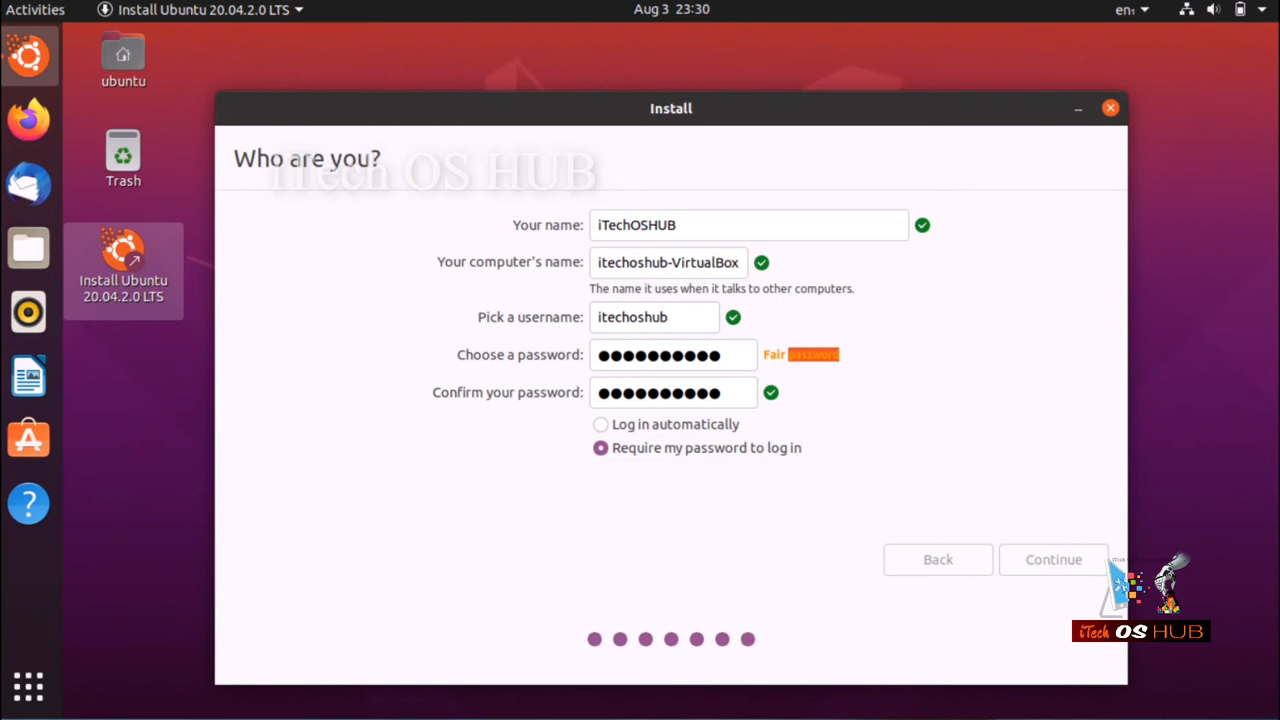 Activities
Install Ubuntu 20.04.2.0 LTS
Aug 3 23:30
en₁
ubuntu
Trash
Install Ubuntu
20.04.2.0 LTS
Install
Who are you?
iTech OS HUB
Your name: iTechOSHUB
Your computer's name: itechoshub-VirtualBox
The name it uses when it talks to other computers.
Pick a username: itechoshub
Choose a password: ●●●●●●●●●● Fair password
Confirm your password: ●●●●●●●●●●
Log in automatically
Require my password to log in
Back
Continue
iTech OS HUB